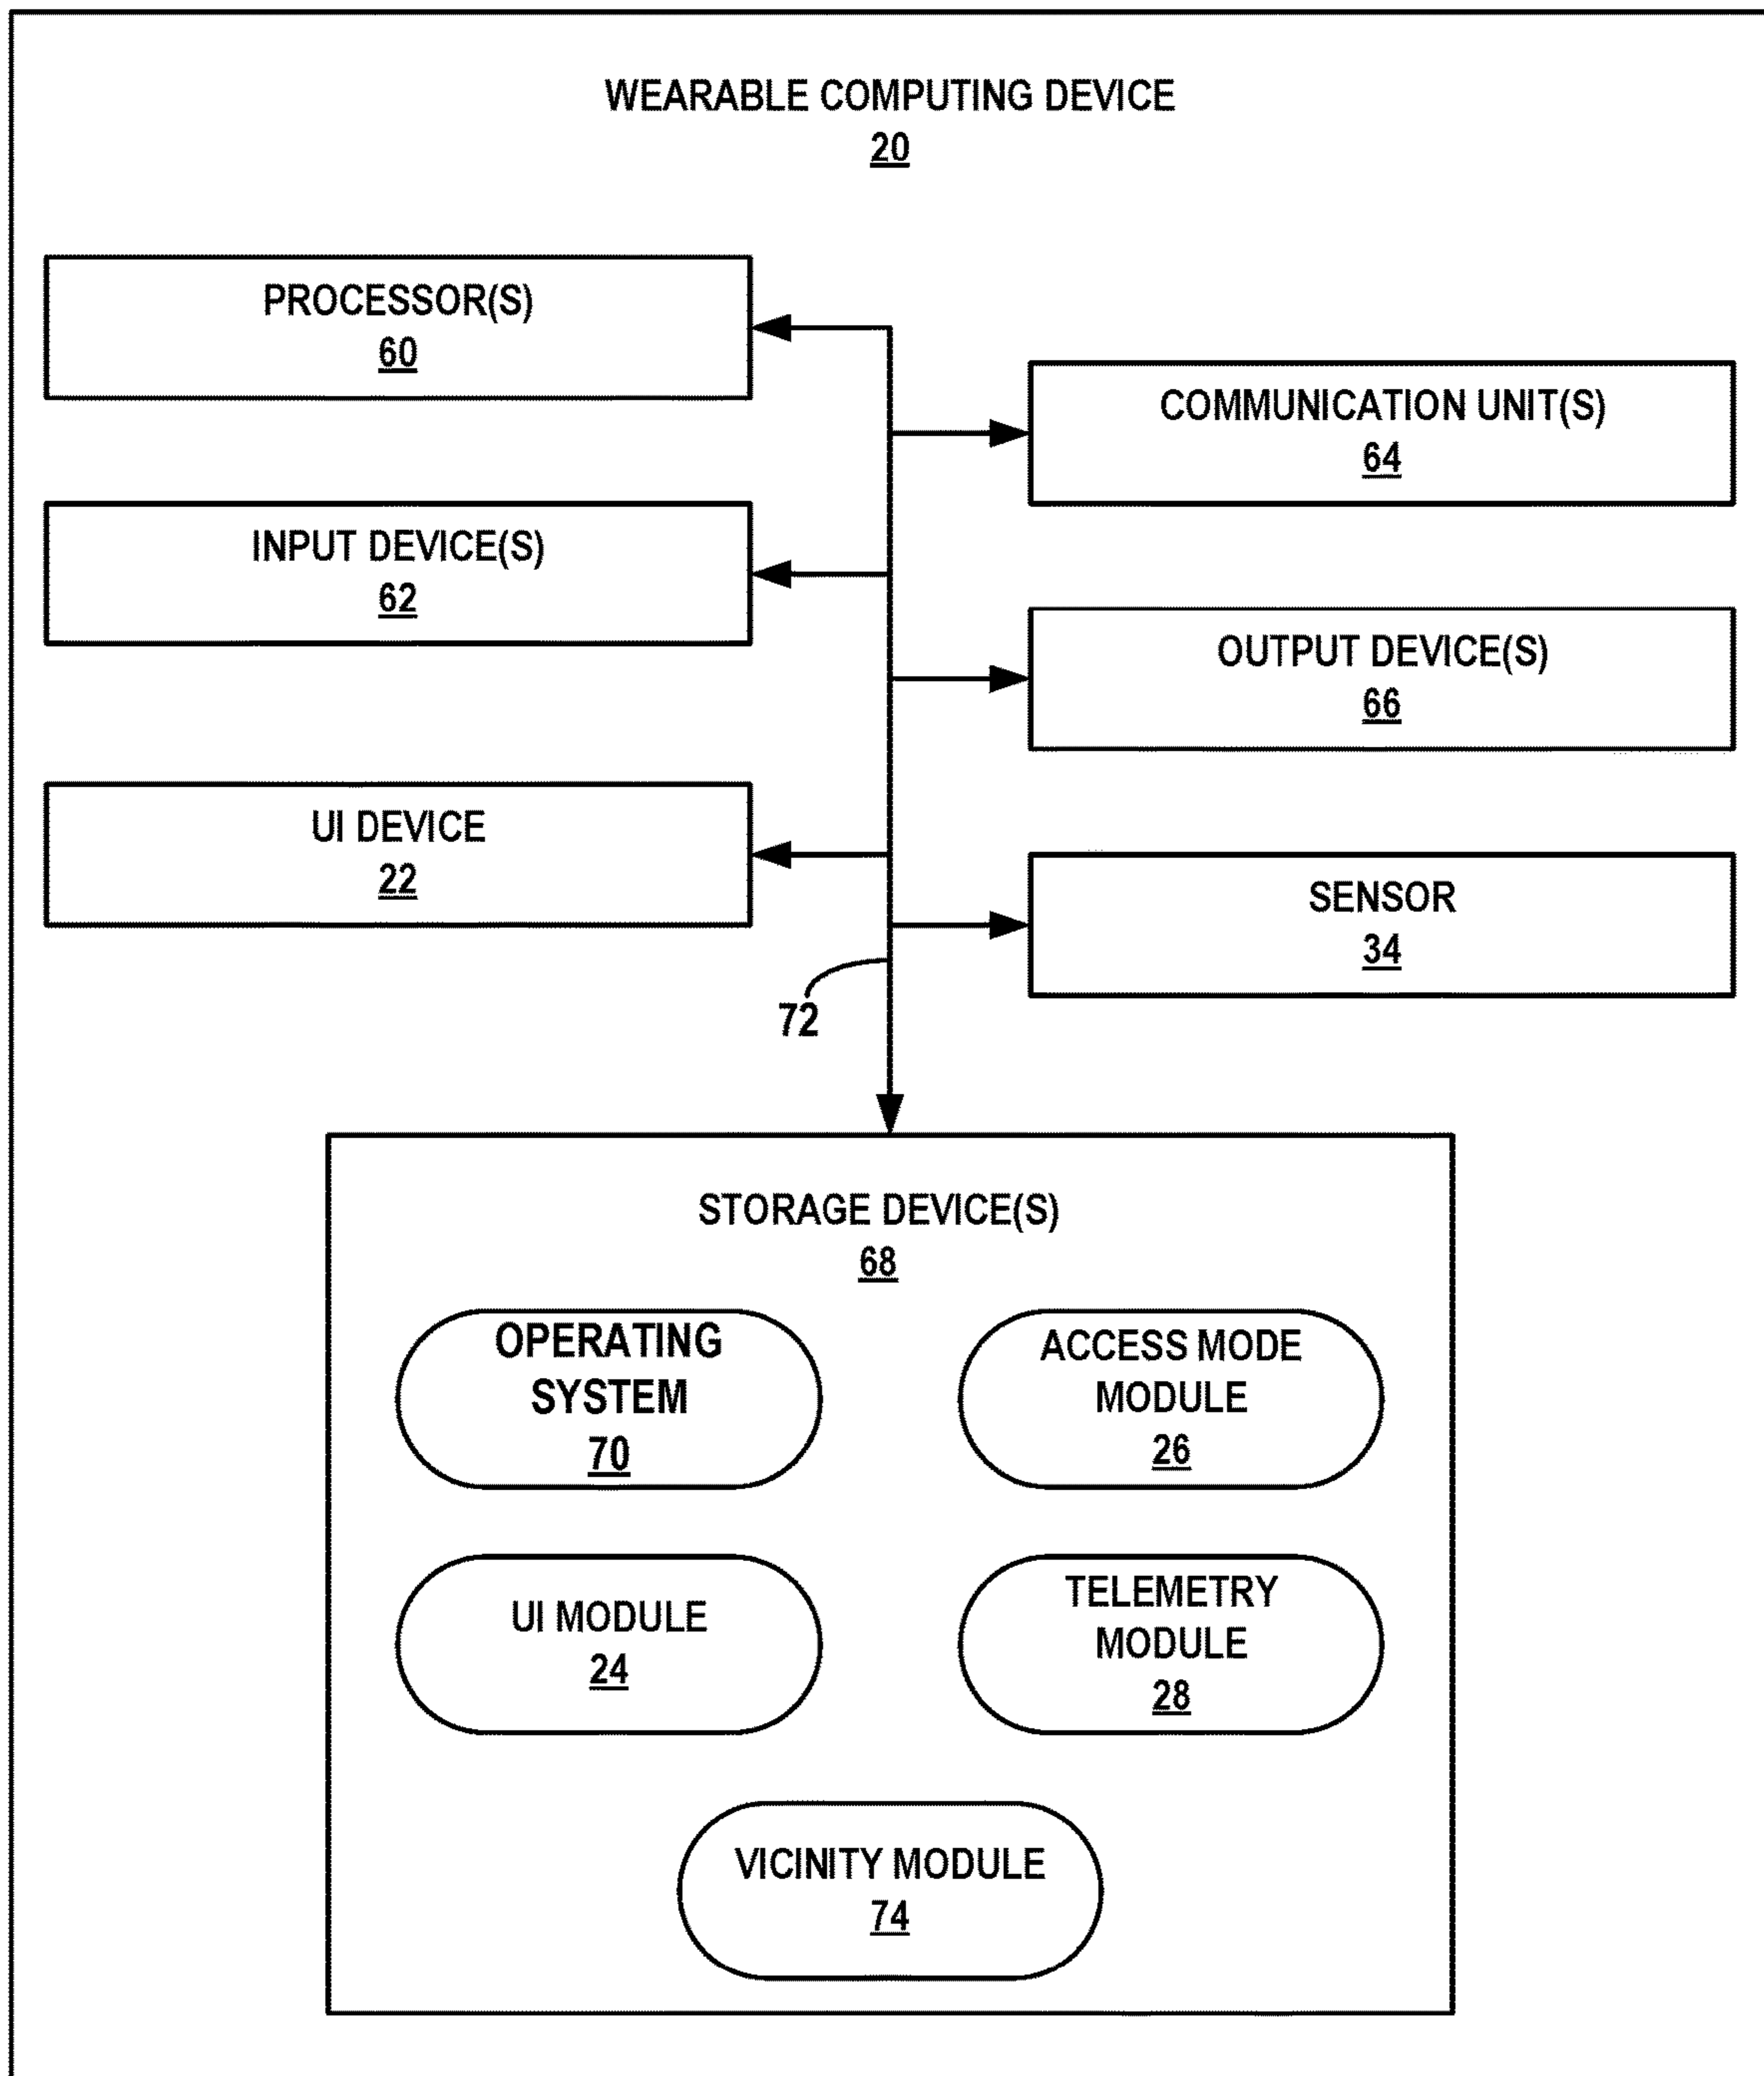 WEARABLE COMPUTING DEVICE
20
PROCESSOR(S)
60
COMMUNICATION UNIT(S)
64
INPUT DEVICE(S)
62
OUTPUT DEVICE(S)
66
UI DEVICE
22
SENSOR
34
72
STORAGE DEVICE(S)
68
OPERATING
SYSTEM
70
ACCESS MODE
MODULE
26
UI MODULE
24
TELEMETRY
MODULE
28
VICINITY MODULE
74